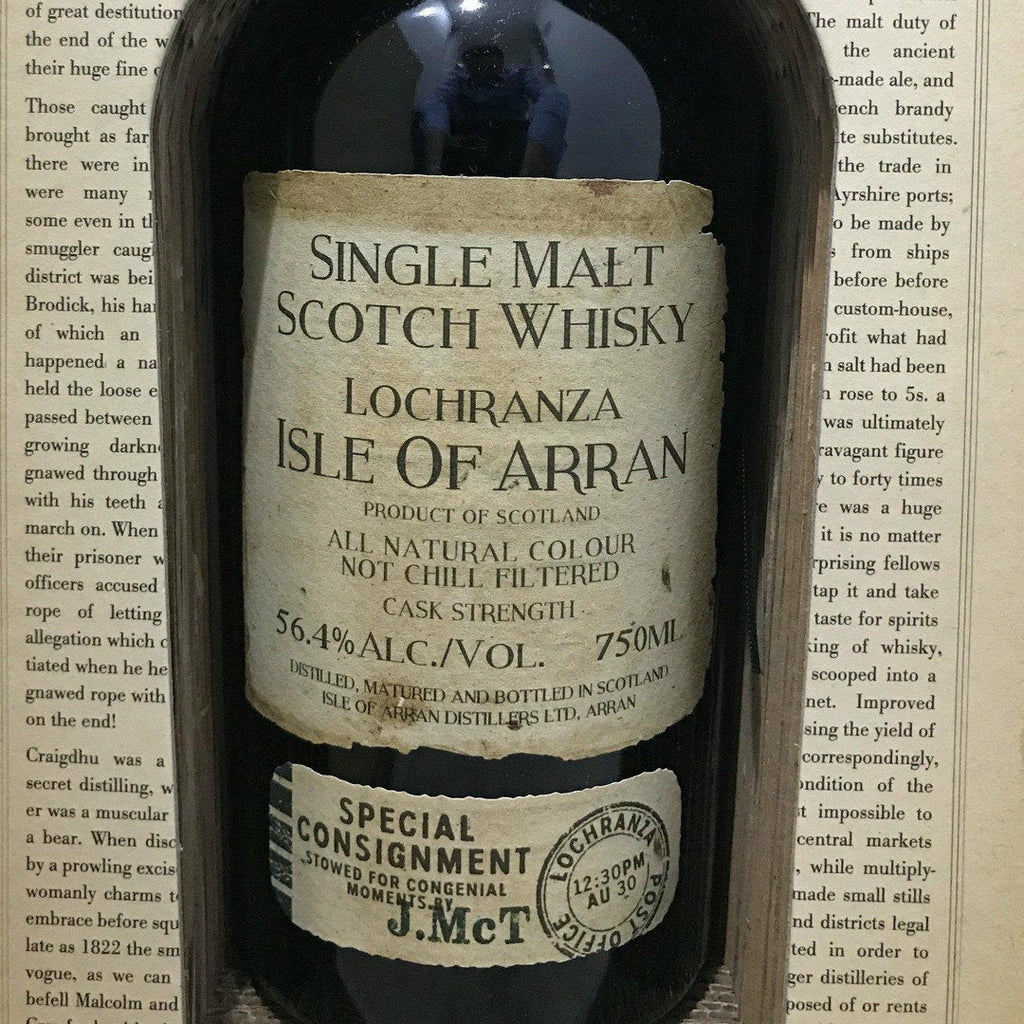 of great destitution
the end of the w
their huge fine
Those caught
brought as far
there were in
were many
some even in th
smuggler caug
district was bei
Brodick, his ha
of which an
happened a na
held the loose e
passed between
growing darkn
gnawed through
with his teeth
march on. When
their prisoner w
officers accused
rope of letting
allegation which
tiated when he he
gnawed rope with
on the end!
Craigdhu was a
secret distilling, w
er was a muscular
a bear. When disc
by a prowling excis
womanly charms t
embrace before squ
late as 1822 the sm
vogue, as we can
befell Malcolm and
SINGLE MALT
SCOTCH WHISKY
LOCHRANZA
ISLE OF ARRAN
PRODUCT OF SCOTLAND
ALL NATURAL COLOUR
NOT CHILL FILTERED
CASK STRENGTH
56.4% ALC./VOL. 750ML
DISTILLED, MATURED AND BOTTLED IN SCOTLAND
ISLE OF ARRAN DISTILLERS LTD, ARRAN
SPECIAL
CONSIGNMENT
STOWED FOR CONGENIAL
MOMENTS BY
J.McT
LOCHRANZA POST OFFICE
12:30PM
AU 30
The malt duty of
the ancient
-made ale, and
ench brandy
te substitutes.
the trade in
Ayrshire ports;
o be made by
s from ships
before before
custom-house,
rofit what had
n salt had been
n rose to 5s. a
was ultimately
ravagant figure
y to forty times
e was a huge
it is no matter
rprising fellows
tap it and take
taste for spirits
king of whisky,
scooped into a
net. Improved
sing the yield of
correspondingly,
ondition of the
st impossible to
central markets
, while multiply-
made small stills
nd districts legal
ted in order to
ger distilleries of
posed of or rents